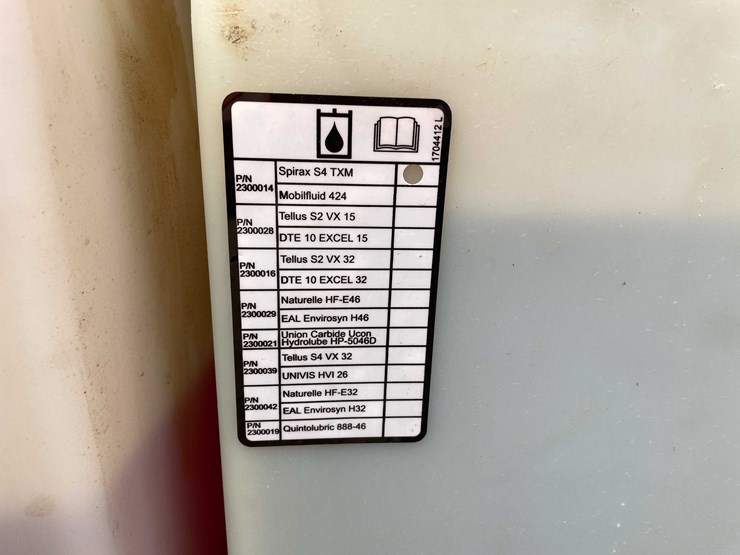 1704412 L
P/N
2300014
Spirax S4 TXM
Mobilfluid 424
P/N
2300028
Tellus S2 VX 15
DTE 10 EXCEL 15
P/N
2300016
Tellus S2 VX 32
DTE 10 EXCEL 32
P/N
2300029
Naturelle HF-E46
EAL Envirosyn H46
P/N
2300021
Union Carbide Ucon
Hydrolube HP-5046D
P/N
2300039
Tellus S4 VX 32
UNIVIS HVI 26
P/N
2300042
Naturelle HF-E32
EAL Envirosyn H32
P/N
2300019
Quintolubric 888-46